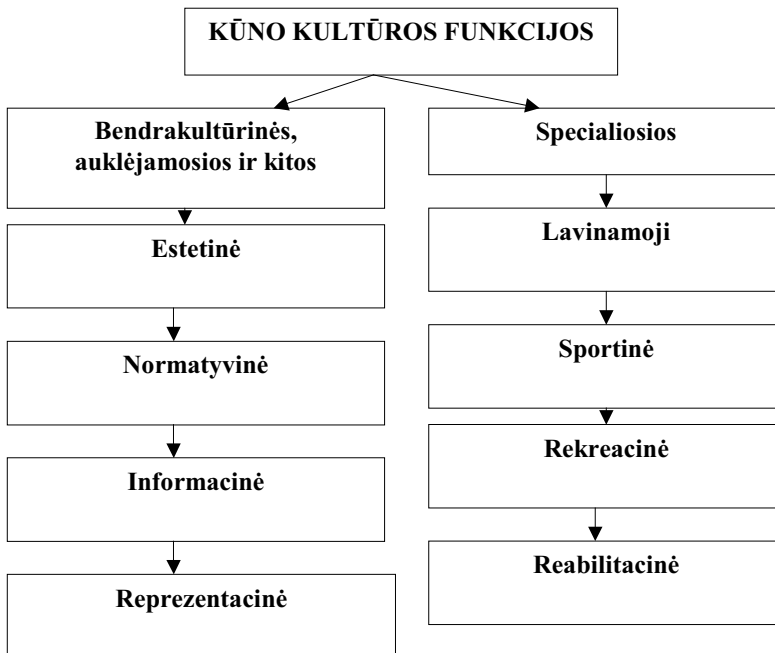 KŪNO KULTŪROS FUNKCIJOS
Bendrakultūrinės,
auklėjamosios ir kitos
Estetinė
Normatyvinė
Informacinė
Reprezentacinė
Specialiosios
Lavinamoji
Sportinė
Rekreacinė
Reabilitacinė